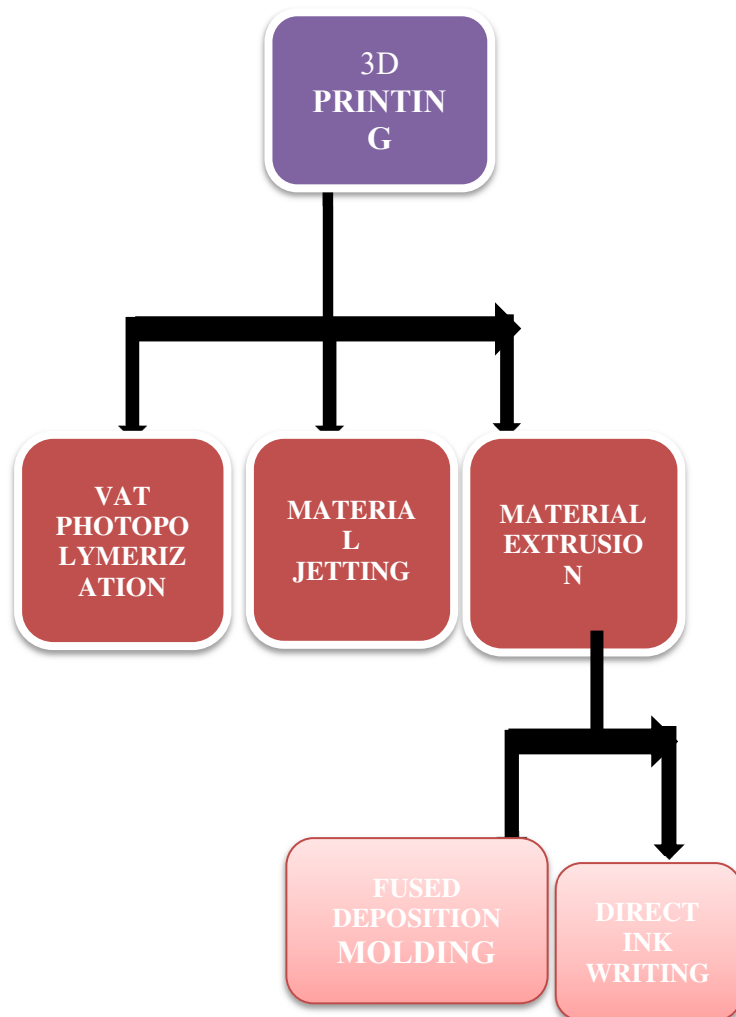 3D
PRINTIN
G
VAT
PHOTOPO
LYMERIZ
ATION
MATERIA
L
JETTING
MATERIAL
EXTRUSIO
N
FUSED
DEPOSITION
MOLDING
DIRECT
INK
WRITING